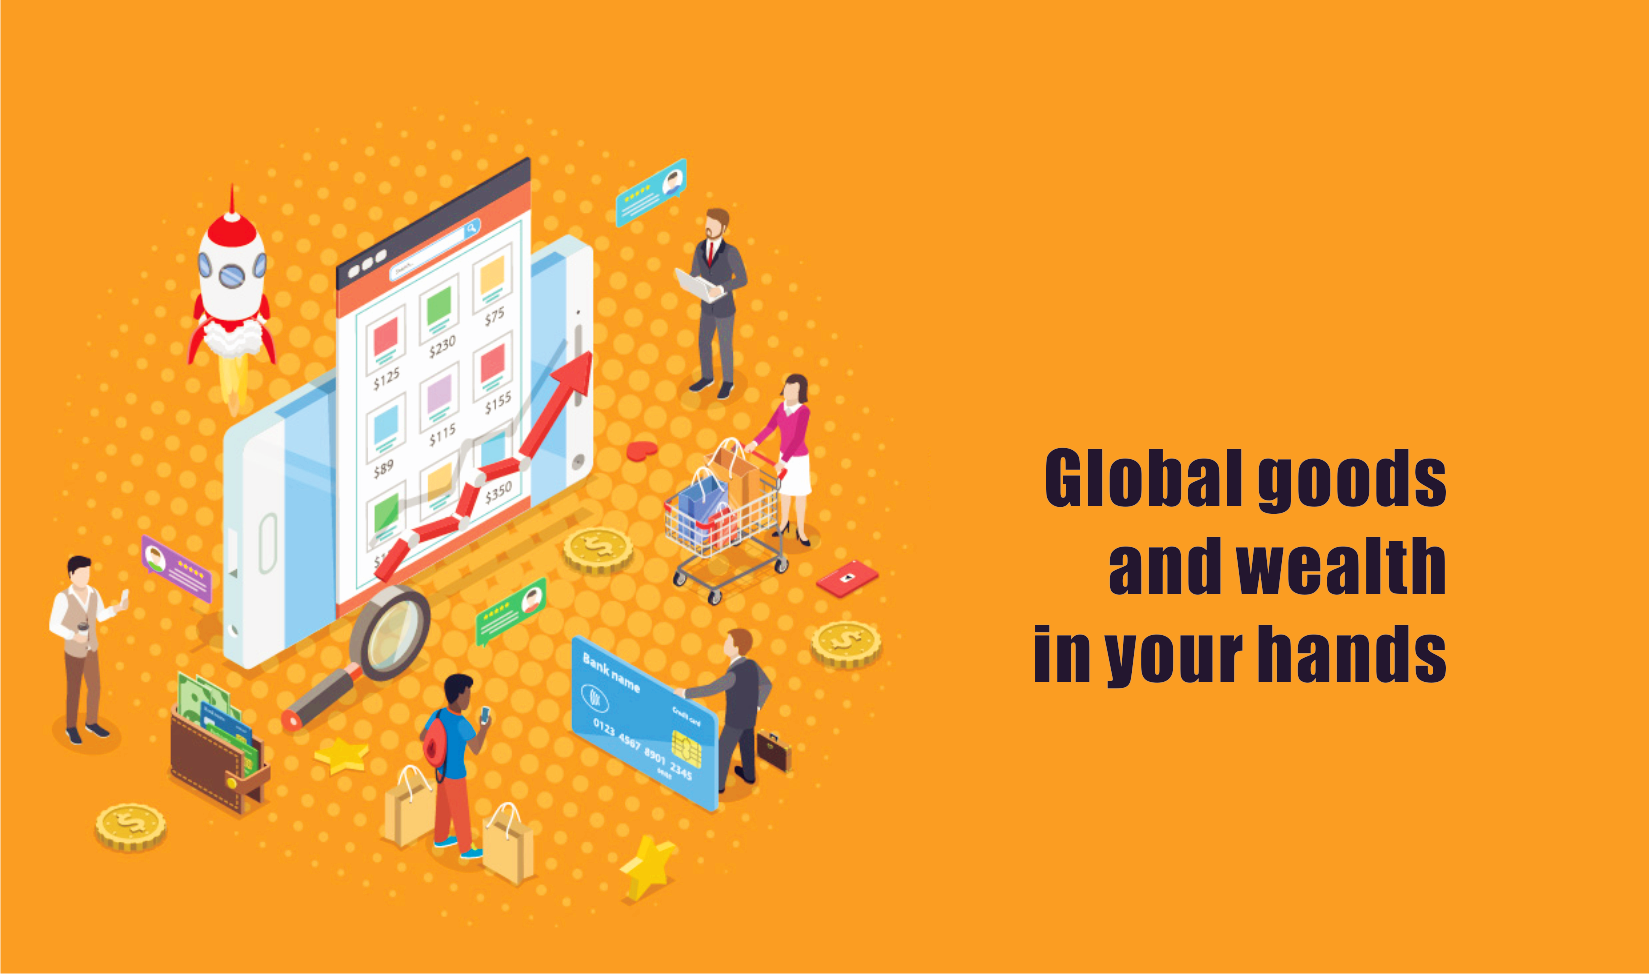 Search...
$125
$230
$75
$89
$115
$155
$350
Bank name
Credit card
0123 4567 8901 2345
Global goods
and wealth
in your hands